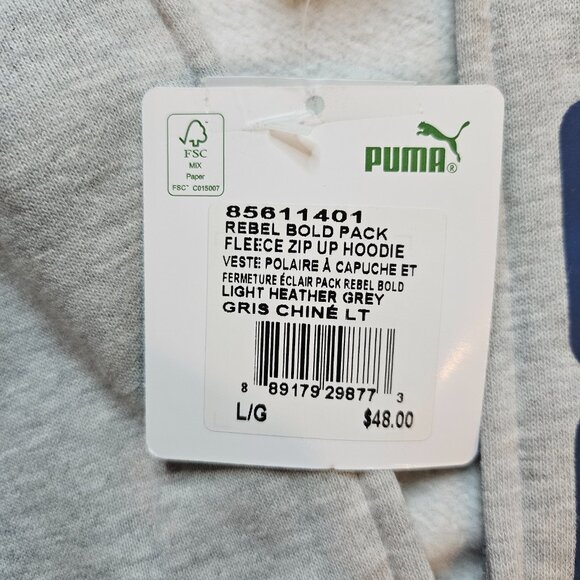 FSC
MIX
Paper
FSC® C015007
PUMA®
85611401
REBEL BOLD PACK
FLEECE ZIP UP HOODIE
VESTE POLAIRE À CAPUCHE ET
FERMETURE ÉCLAIR PACK REBEL BOLD
LIGHT HEATHER GREY
GRIS CHINÉ LT
8 89179 29877 3
L/G $48.00